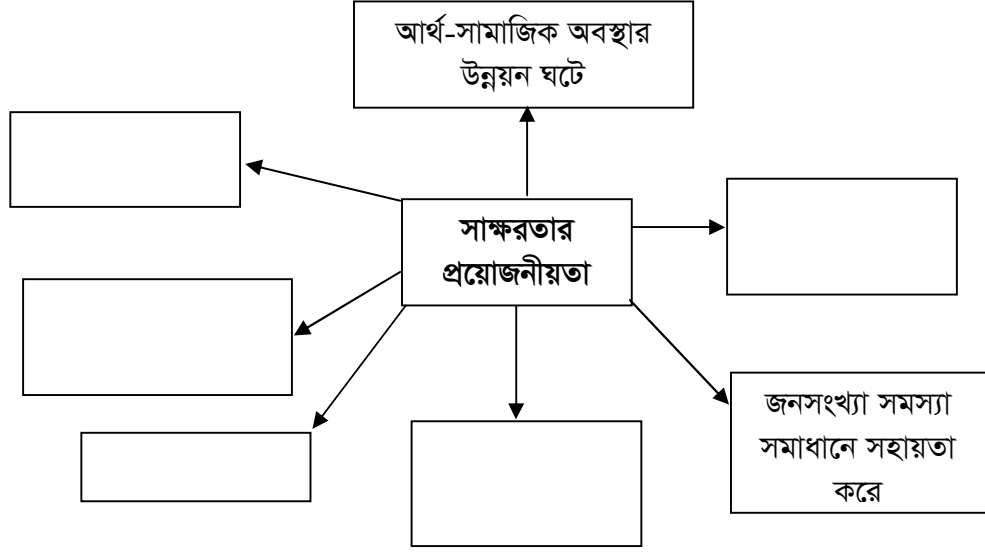 আর্থ-সামাজিক অবস্থার
উন্নয়ন ঘটে
সাক্ষরতার
প্রয়োজনীয়তা
জনসংখ্যা সমস্যা
সমাধানে সহায়তা
করে